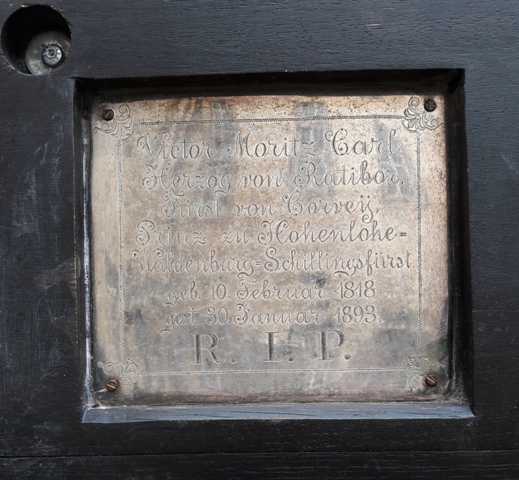 Victor Moritz Carl
Herzog von Ratibor,
Fürst von Corvey,
Prinz zu Hohenlohe=
Waldenburg=Schillingsfürst.
geb. 10. Februar 1818
gest. 30. Januar 1893.
R. I. P.